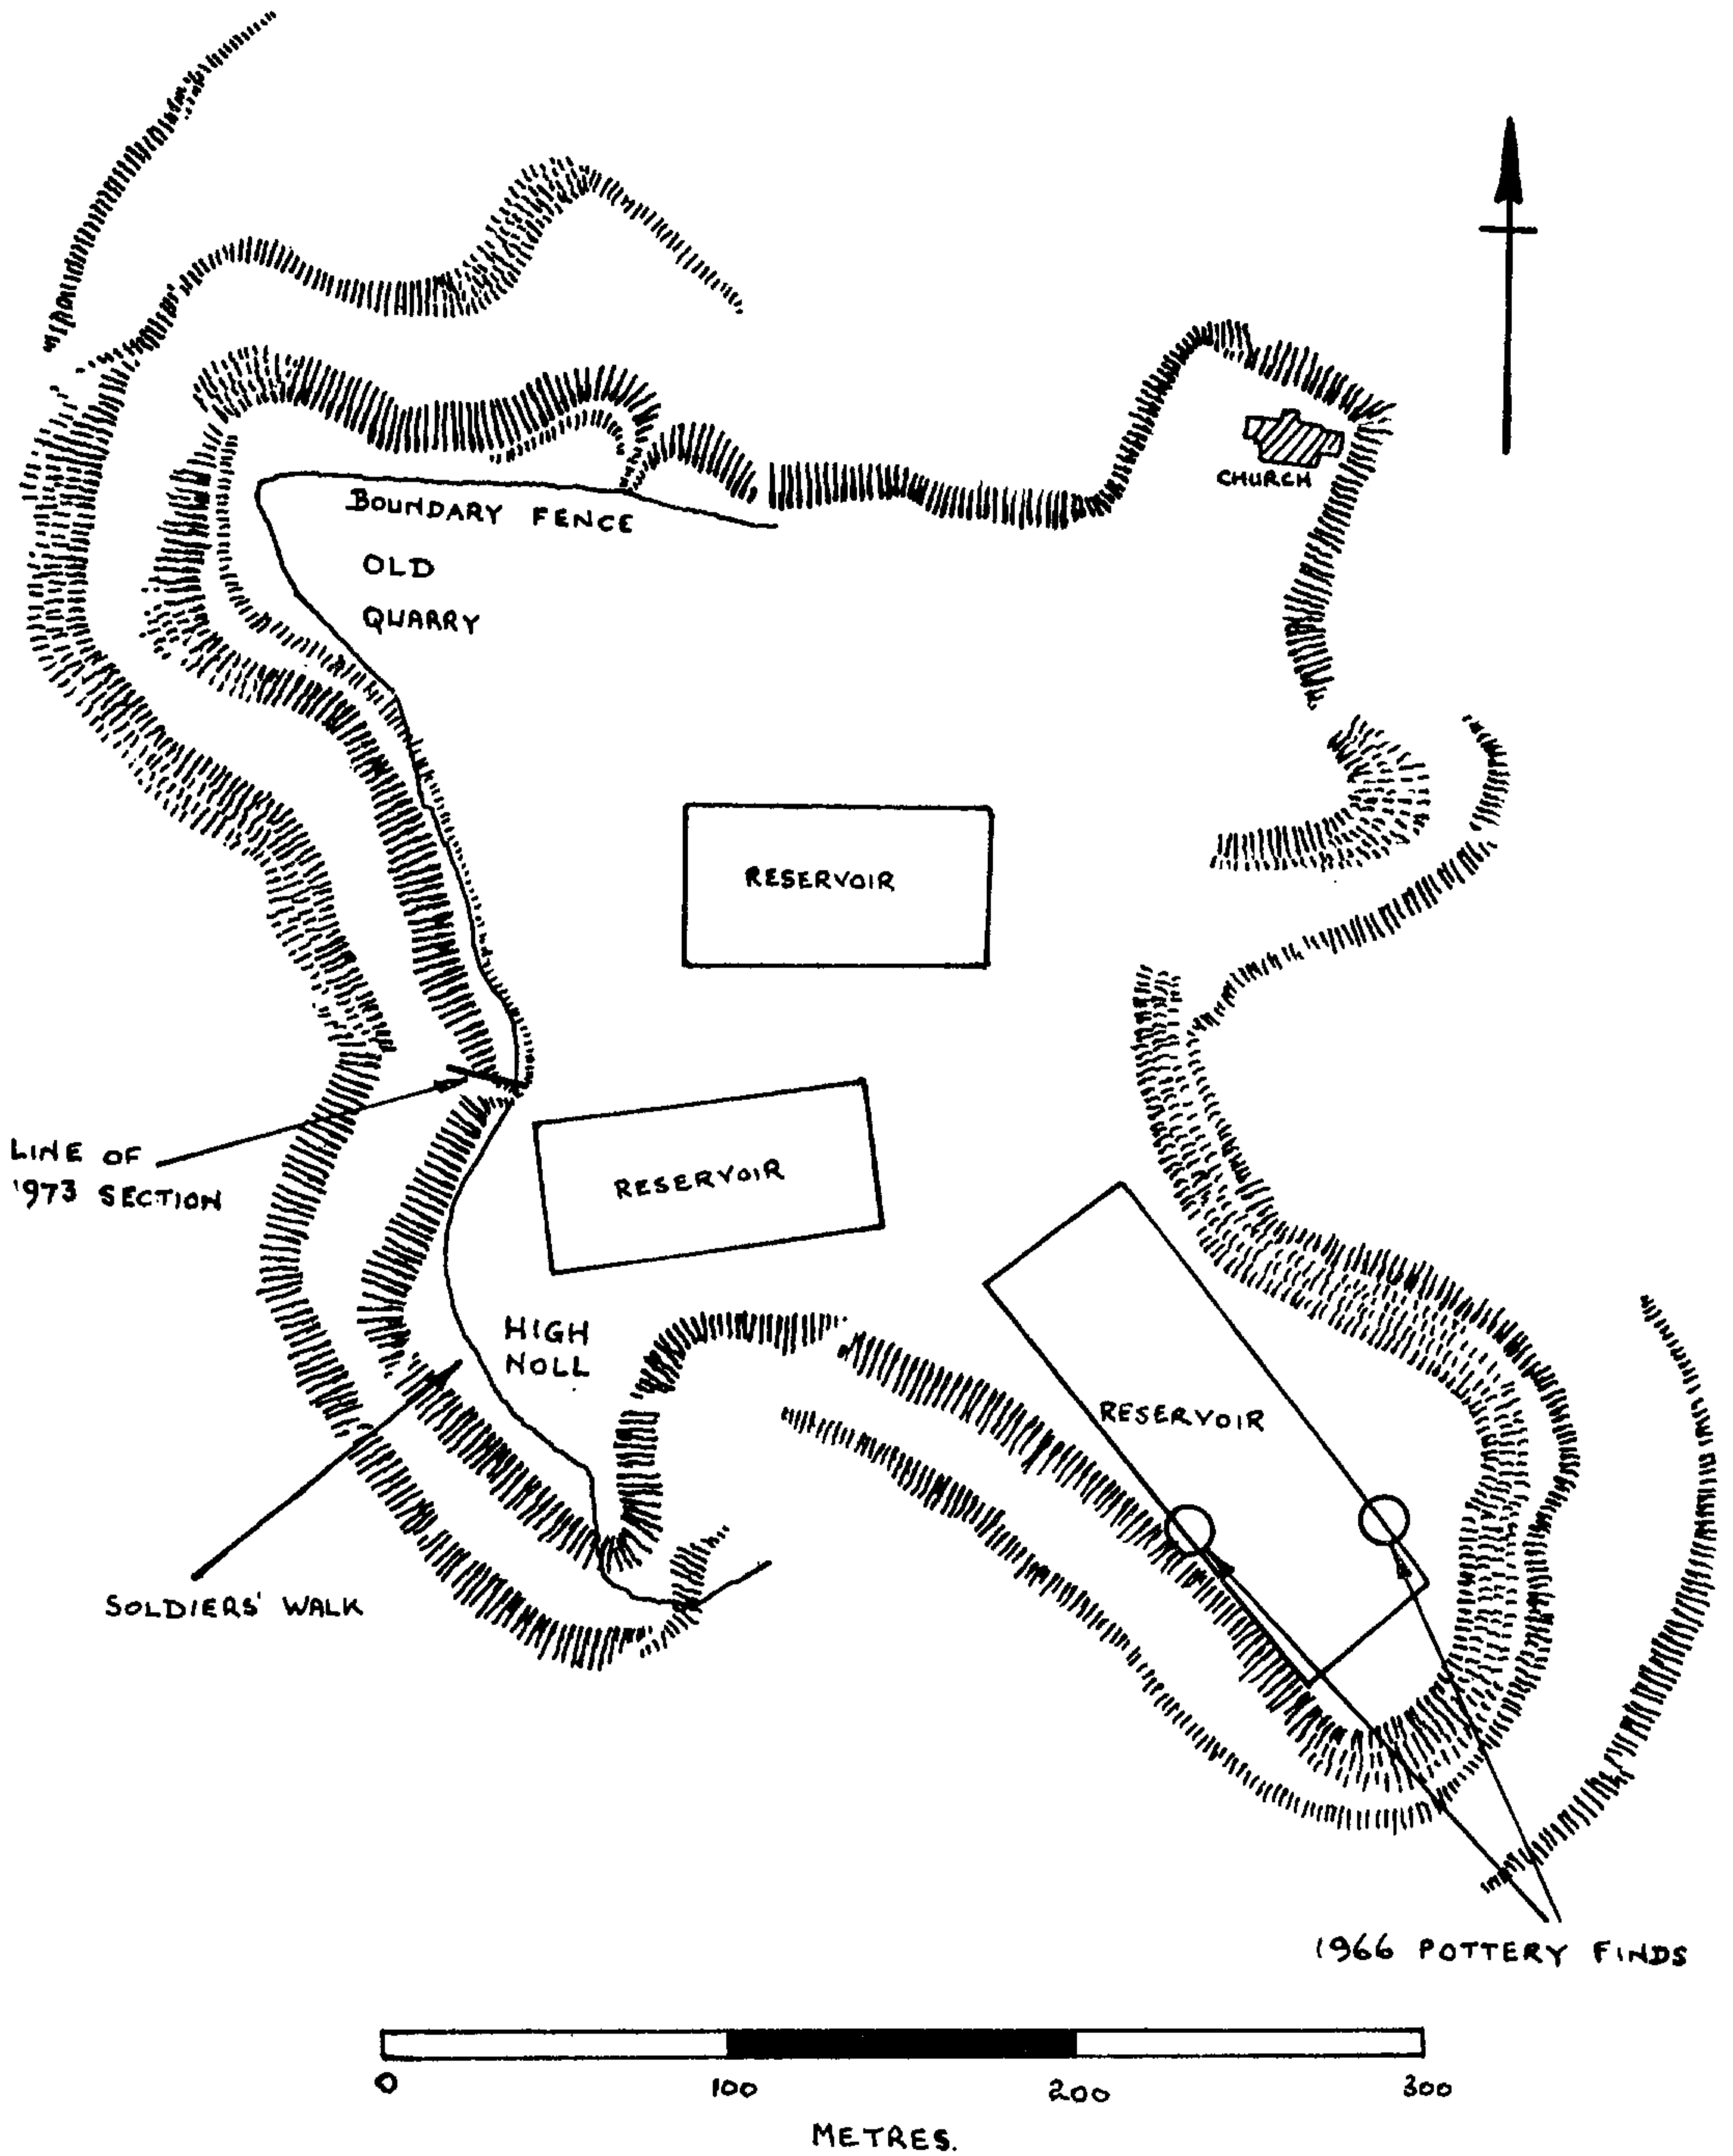 CHURCH
BOUNDARY FENCE
OLD
QUARRY
RESERVOIR
LINE OF
1973 SECTION
RESERVOIR
HIGH
NOLL
RESERVOIR
SOLDIERS' WALK
1966 POTTERY FINDS
0 100 200 300
METRES.